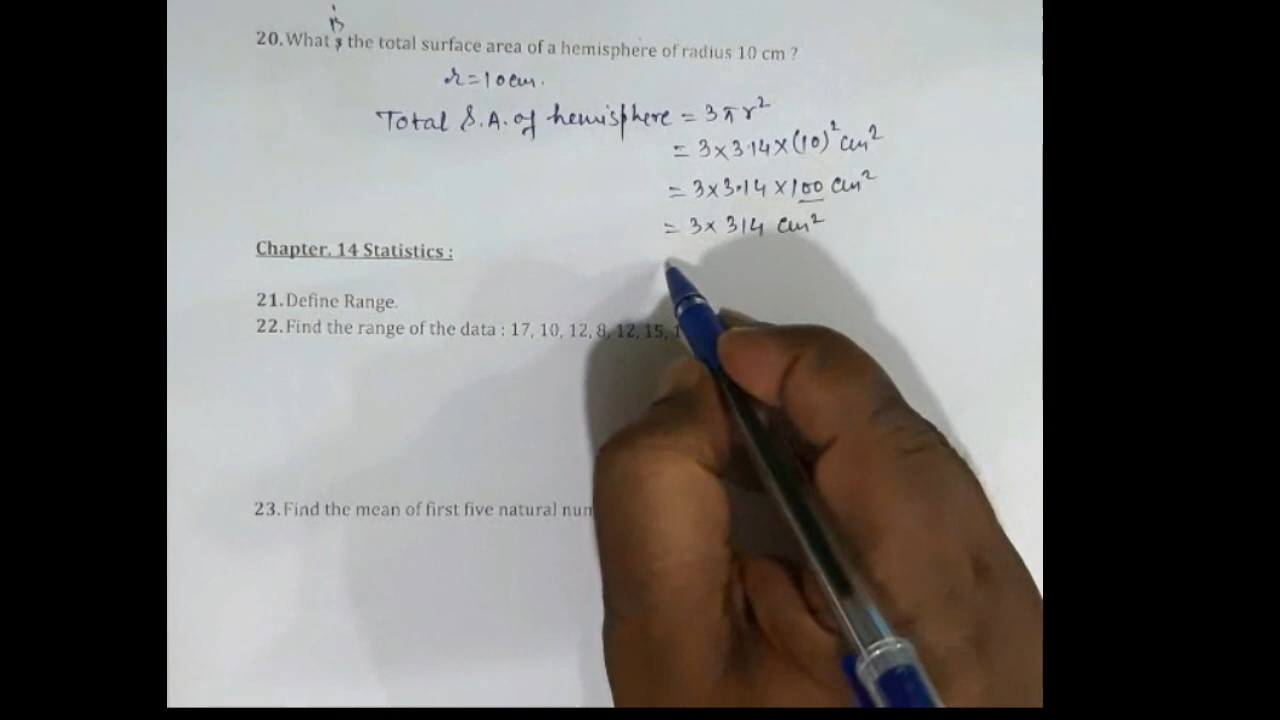 is
20. What is the total surface area of a hemisphere of radius 10 cm ?
r = 10 cm.
Total S.A. of hemisphere = 3πr²
= 3 × 3.14 × (10)² cm²
= 3 × 3.14 × 100 cm²
= 3 × 314 cm²
Chapter. 14 Statistics :
21. Define Range.
22. Find the range of the data : 17, 10, 12, 8, 12, 15, 1
23. Find the mean of first five natural num